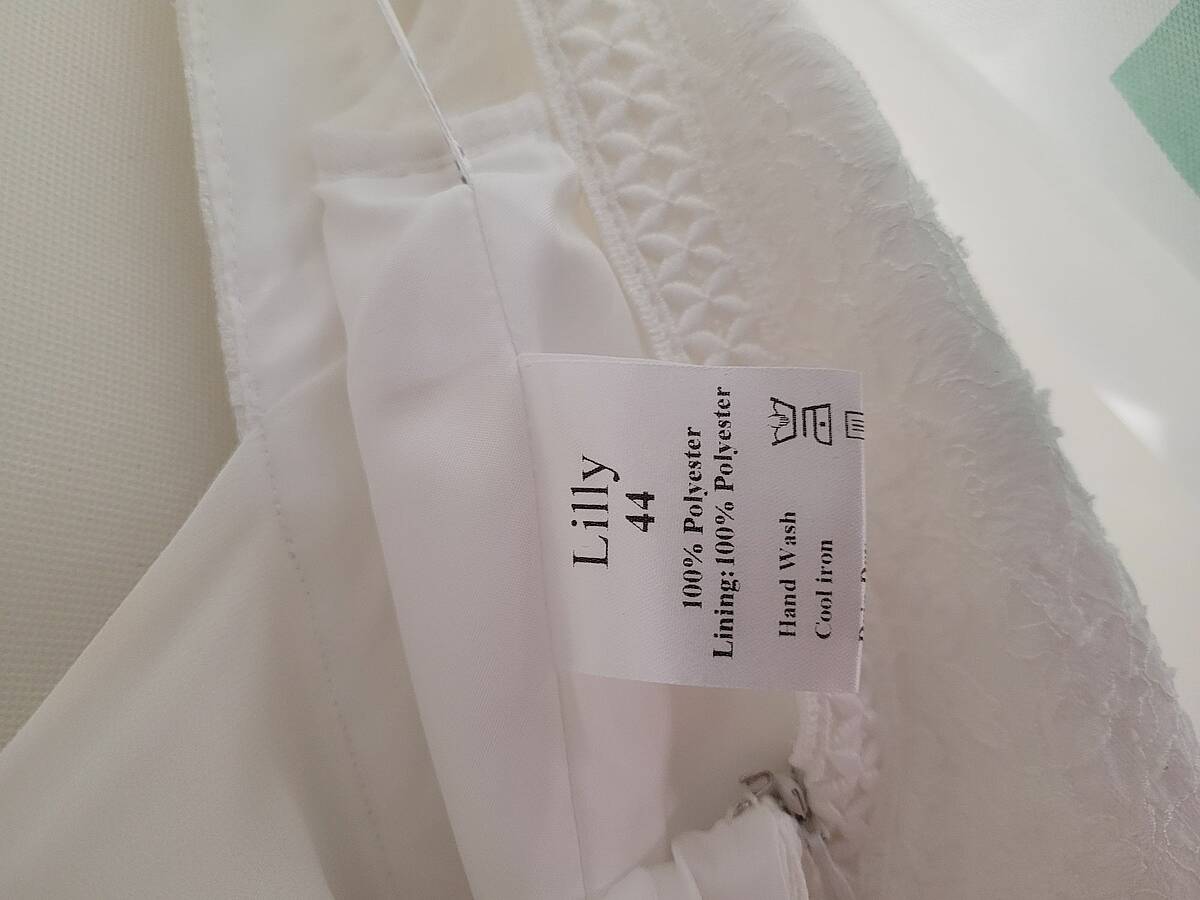 Lilly
44
100% Polyester
Lining:100% Polyester
Hand Wash
Cool iron